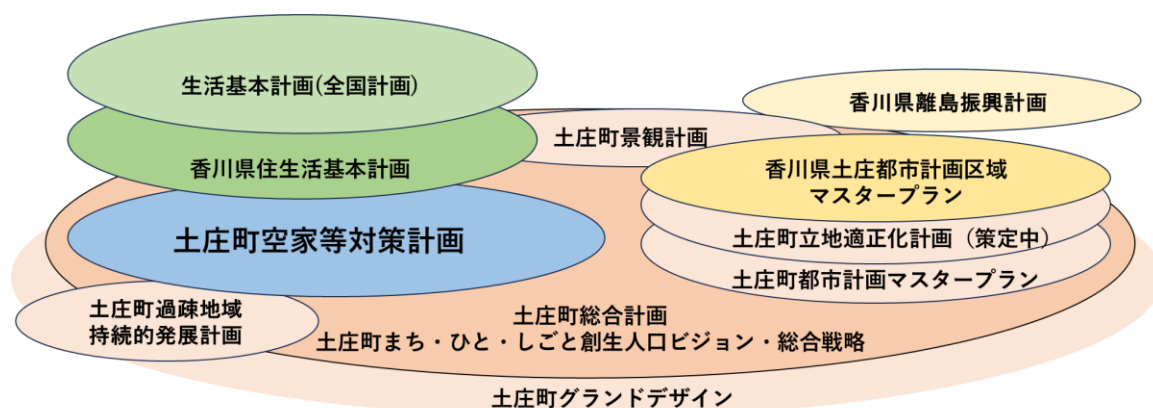 生活基本計画(全国計画)
香川県離島振興計画
土庄町景観計画
香川県住生活基本計画
香川県土庄都市計画区域
マスタープラン
土庄町空家等対策計画
土庄町立地適正化計画（策定中）
土庄町都市計画マスタープラン
土庄町過疎地域
持続的発展計画
土庄町総合計画
土庄町まち・ひと・しごと創生人口ビジョン・総合戦略
土庄町グランドデザイン